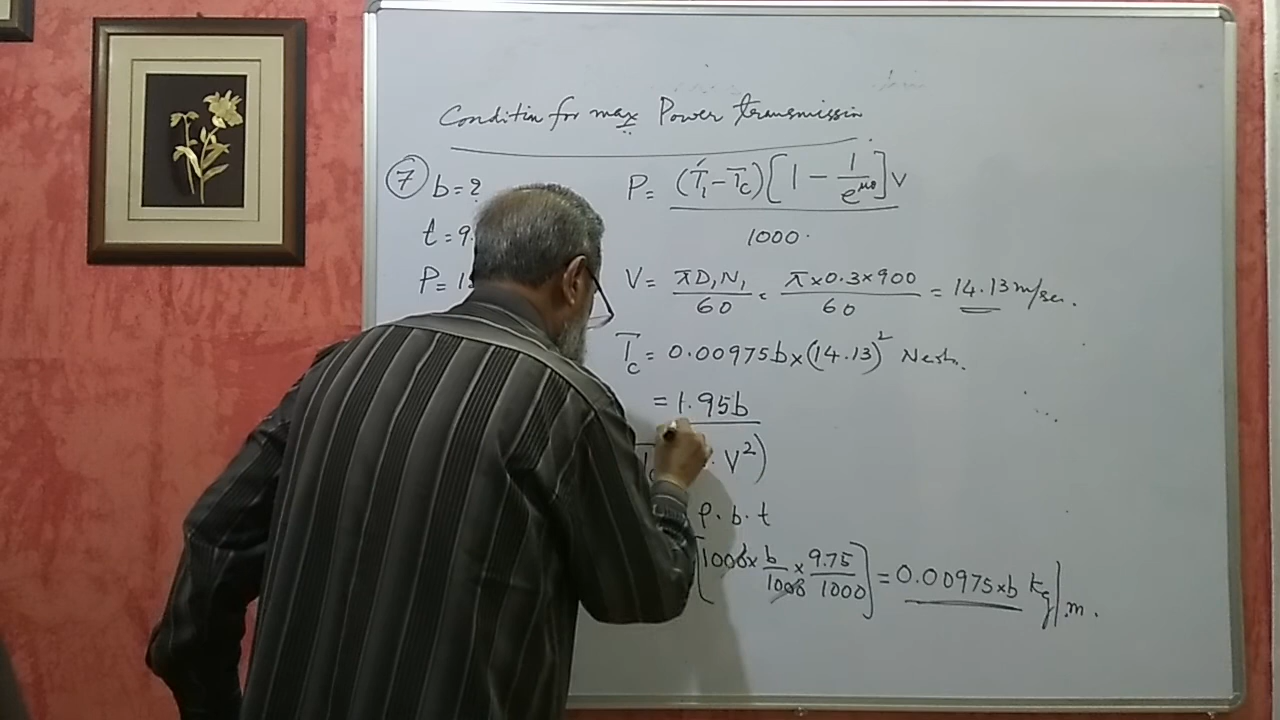 Conditin for max Power transmissin
7 b = ?
P = (T₁ - Tc) [1 - 1/e^μθ] V / 1000
t = 9.
P = 1
V = πD₁N₁/60 = π×0.3×900/60 = 14.13 m/sec.
Tc = 0.00975b×(14.13)²
= 1.95b
V²)
ρ.b.t
[1000× b/1000 × 9.75/1000] = 0.00975×b kg/m.